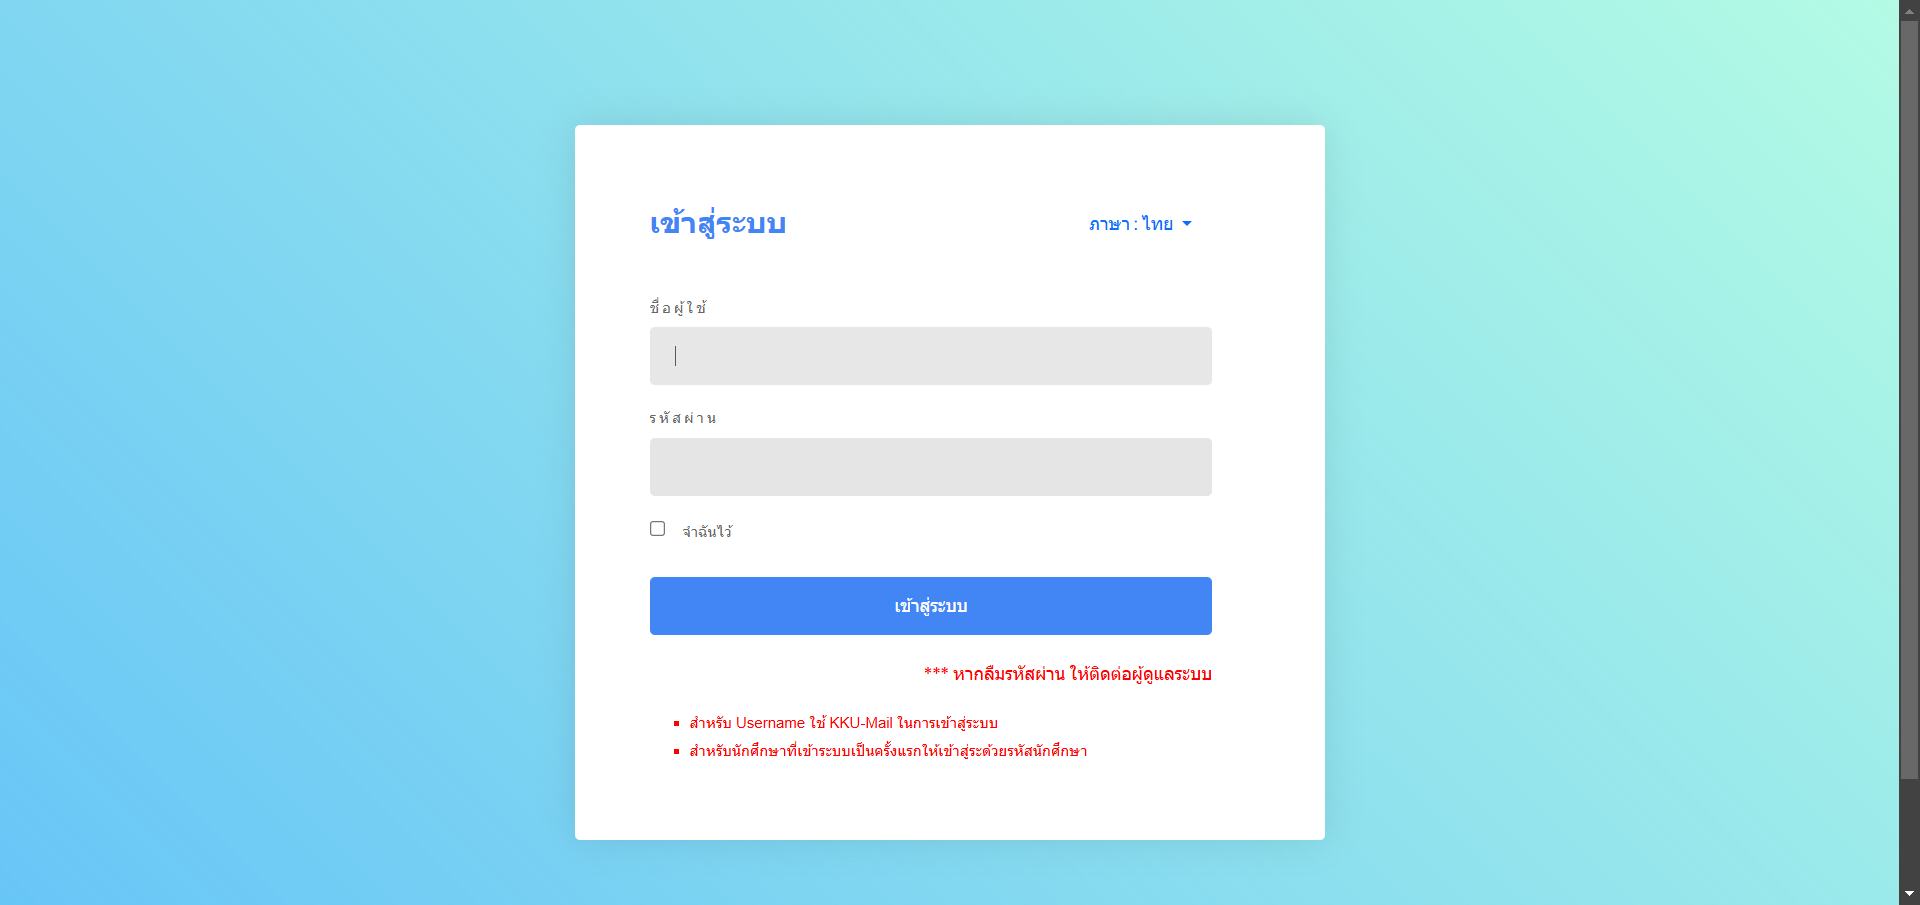 เข้าสู่ระบบ
ภาษา : ไทย
ชื่อผู้ใช้
รหัสผ่าน
จำฉันไว้
เข้าสู่ระบบ
*** หากลืมรหัสผ่าน ให้ติดต่อผู้ดูแลระบบ
สำหรับ Username ใช้ KKU-Mail ในการเข้าสู่ระบบ
สำหรับนักศึกษาที่เข้าระบบเป็นครั้งแรกให้เข้าสู่ระด้วยรหัสนักศึกษา